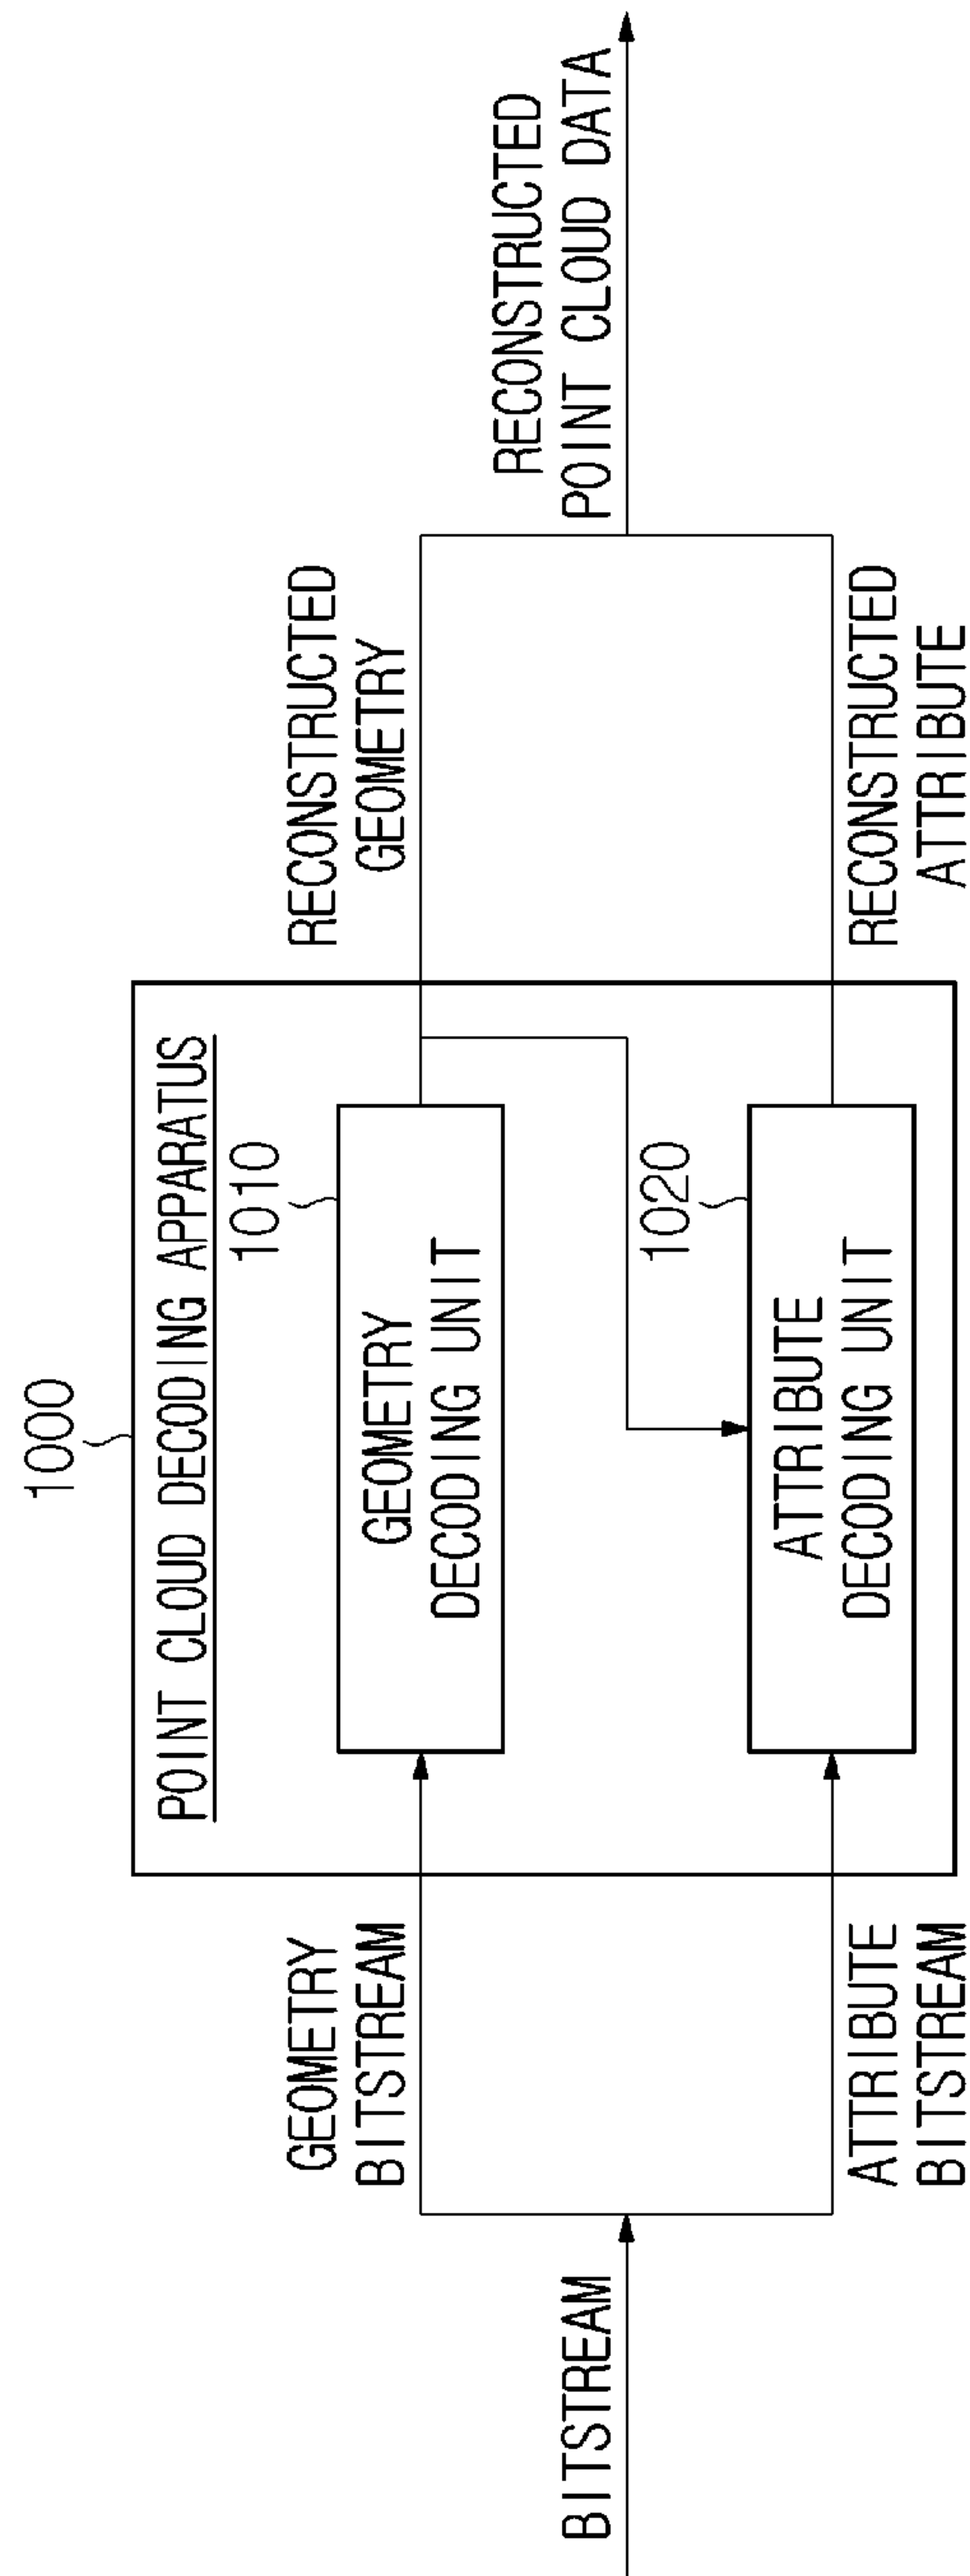 1000
POINT CLOUD DECODING APPARATUS
BITSTREAM
GEOMETRY
BITSTREAM
1010
GEOMETRY
DECODING UNIT
RECONSTRUCTED
GEOMETRY
RECONSTRUCTED
POINT CLOUD DATA
ATTRIBUTE
BITSTREAM
1020
ATTRIBUTE
DECODING UNIT
RECONSTRUCTED
ATTRIBUTE